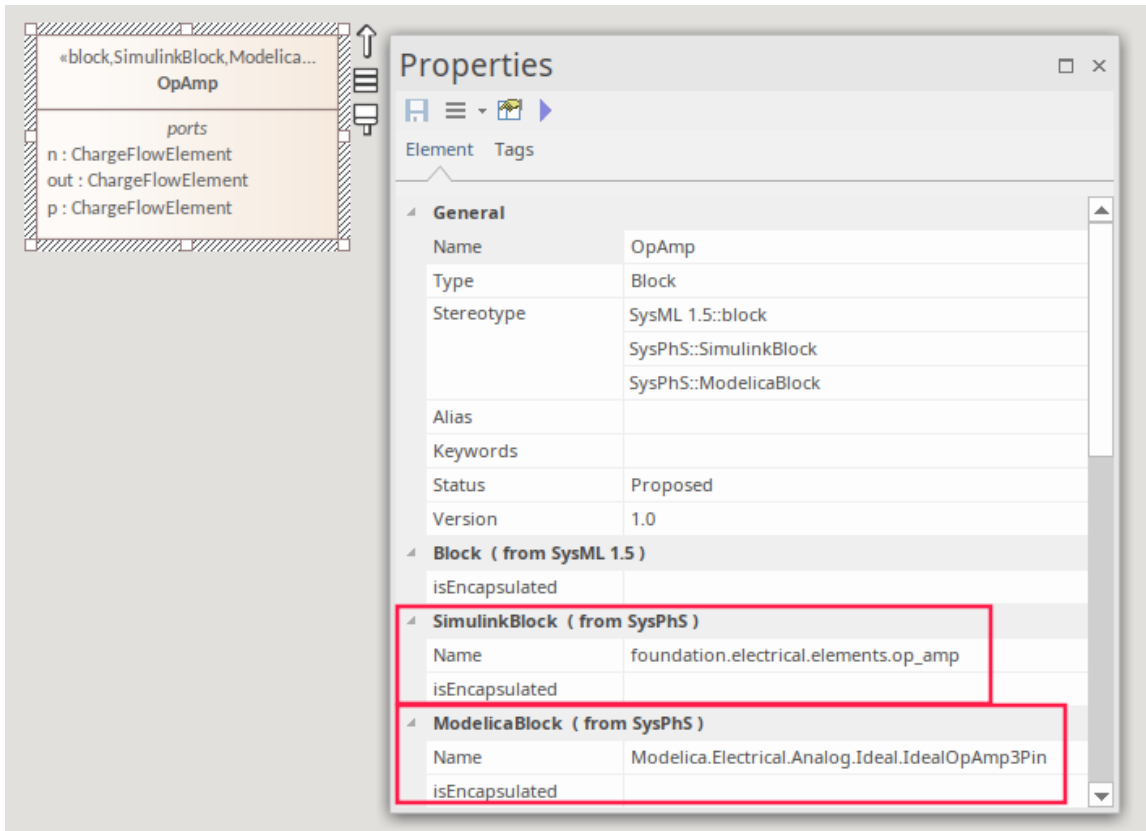 «block,SimulinkBlock,Modelica...
OpAmp
ports
n : ChargeFlowElement
out : ChargeFlowElement
p : ChargeFlowElement
Properties
Element Tags
General
Name OpAmp
Type Block
Stereotype SysML 1.5::block
SysPhS::SimulinkBlock
SysPhS::ModelicaBlock
Alias
Keywords
Status Proposed
Version 1.0
Block ( from SysML 1.5 )
isEncapsulated
SimulinkBlock ( from SysPhS )
Name foundation.electrical.elements.op_amp
isEncapsulated
ModelicaBlock ( from SysPhS )
Name Modelica.Electrical.Analog.Ideal.IdealOpAmp3Pin
isEncapsulated